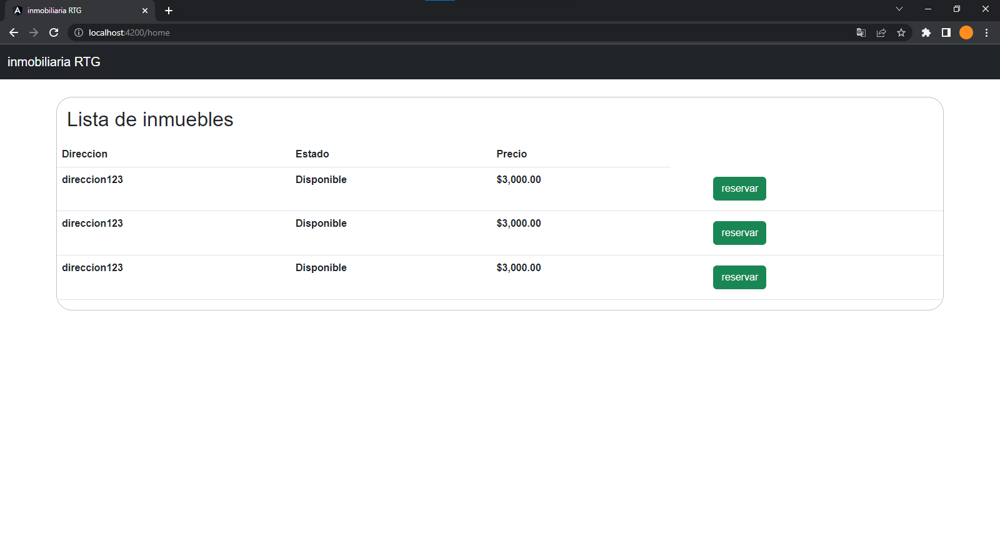 inmobiliaria RTG
localhost:4200/home
inmobiliaria RTG
Lista de inmuebles
Direccion Estado Precio
direccion123 Disponible $3,000.00 reservar
direccion123 Disponible $3,000.00 reservar
direccion123 Disponible $3,000.00 reservar